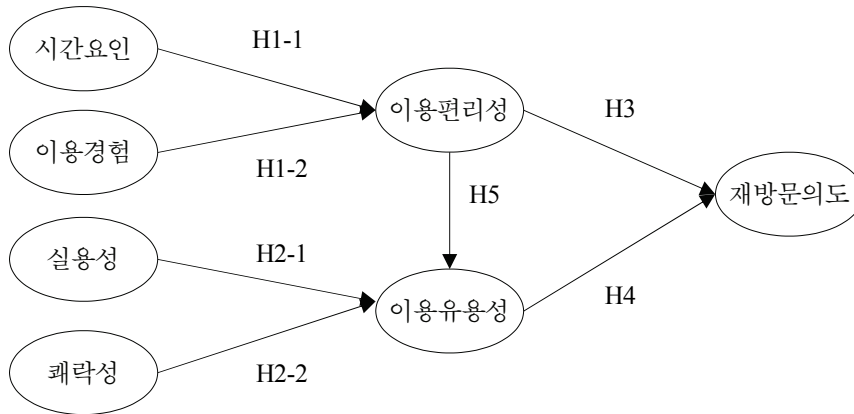 시간요인
H1-1
이용편리성
H3
이용경험
H1-2
재방문의도
H5
실용성
H2-1
이용유용성
H4
쾌락성
H2-2